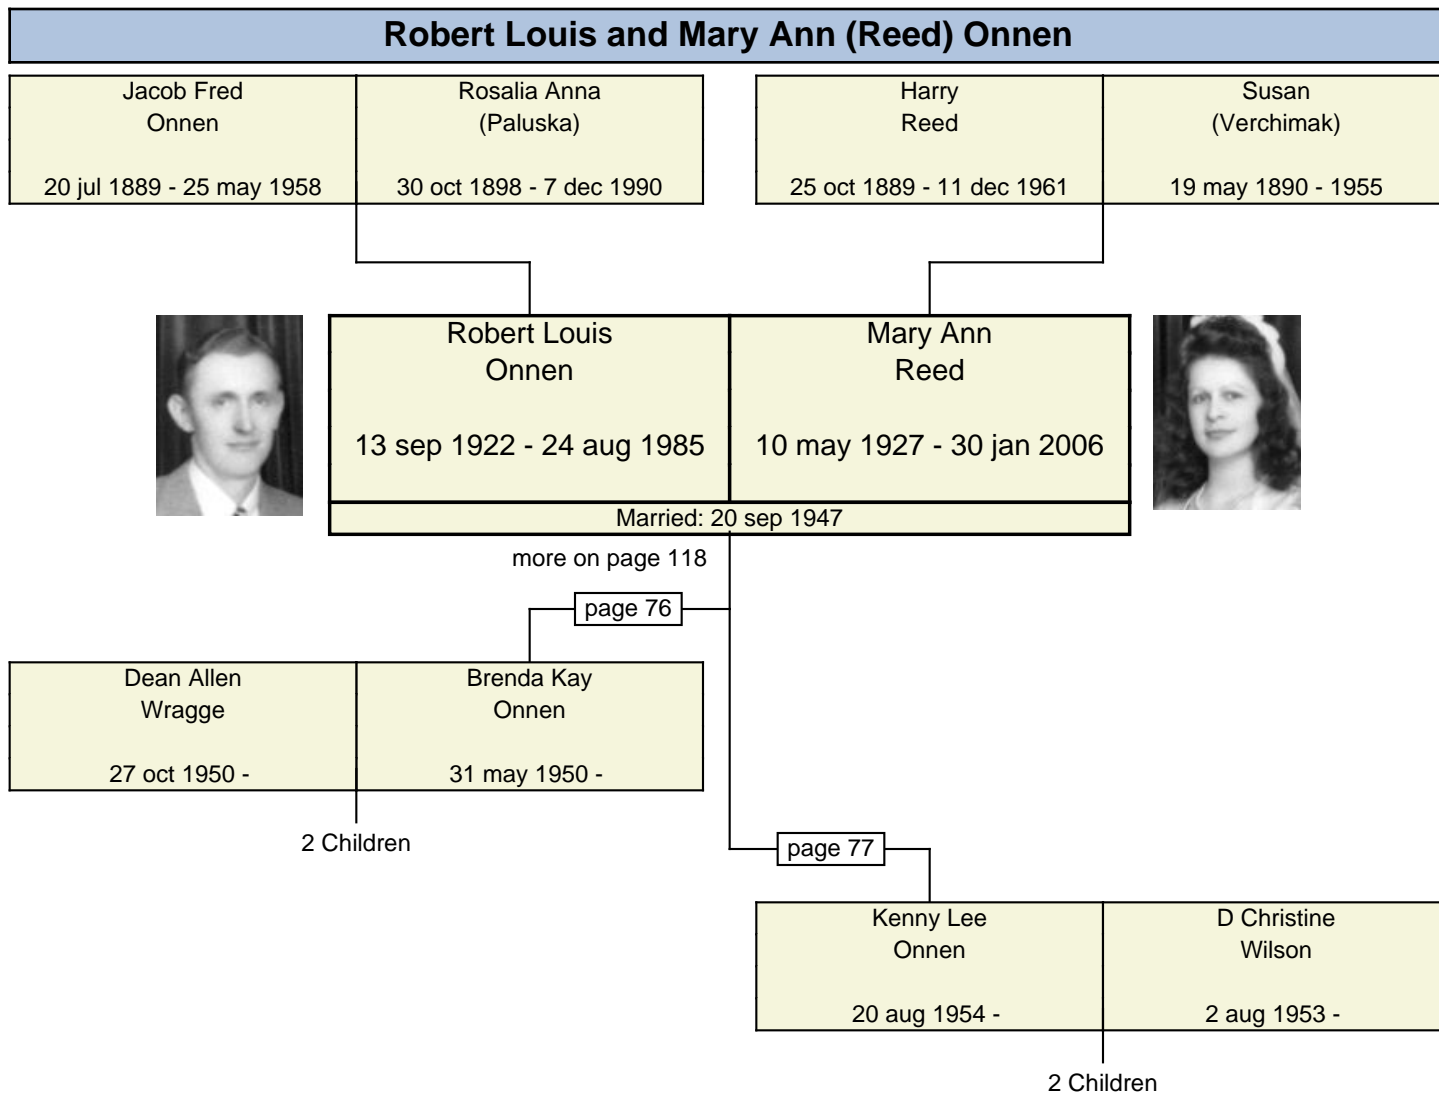 Robert Louis and Mary Ann (Reed) Onnen
Jacob Fred
Onnen
20 jul 1889 - 25 may 1958
Rosalia Anna
(Paluska)
30 oct 1898 - 7 dec 1990
Harry
Reed
25 oct 1889 - 11 dec 1961
Susan
(Verchimak)
19 may 1890 - 1955
Robert Louis
Onnen
13 sep 1922 - 24 aug 1985
Mary Ann
Reed
10 may 1927 - 30 jan 2006
Married: 20 sep 1947
more on page 118
page 76
Dean Allen
Wragge
27 oct 1950 -
Brenda Kay
Onnen
31 may 1950 -
2 Children
page 77
Kenny Lee
Onnen
20 aug 1954 -
D Christine
Wilson
2 aug 1953 -
2 Children